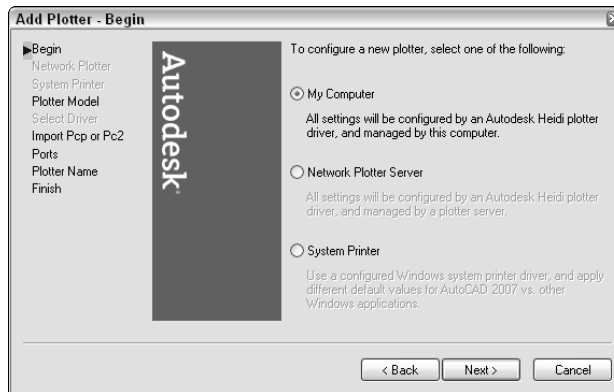 Add Plotter - Begin
Begin
Network Plotter
System Printer
Plotter Model
Select Driver
Import Pcp or Pc2
Ports
Plotter Name
Finish
Autodesk
To configure a new plotter, select one of the following:
My Computer
All settings will be configured by an Autodesk Heidi plotter
driver, and managed by this computer.
Network Plotter Server
All settings will be configured by an Autodesk Heidi plotter
driver, and managed by a plotter server.
System Printer
Use a configured Windows system printer driver, and apply
different default values for AutoCAD 2007 vs. other
Windows applications.
< Back
Next >
Cancel